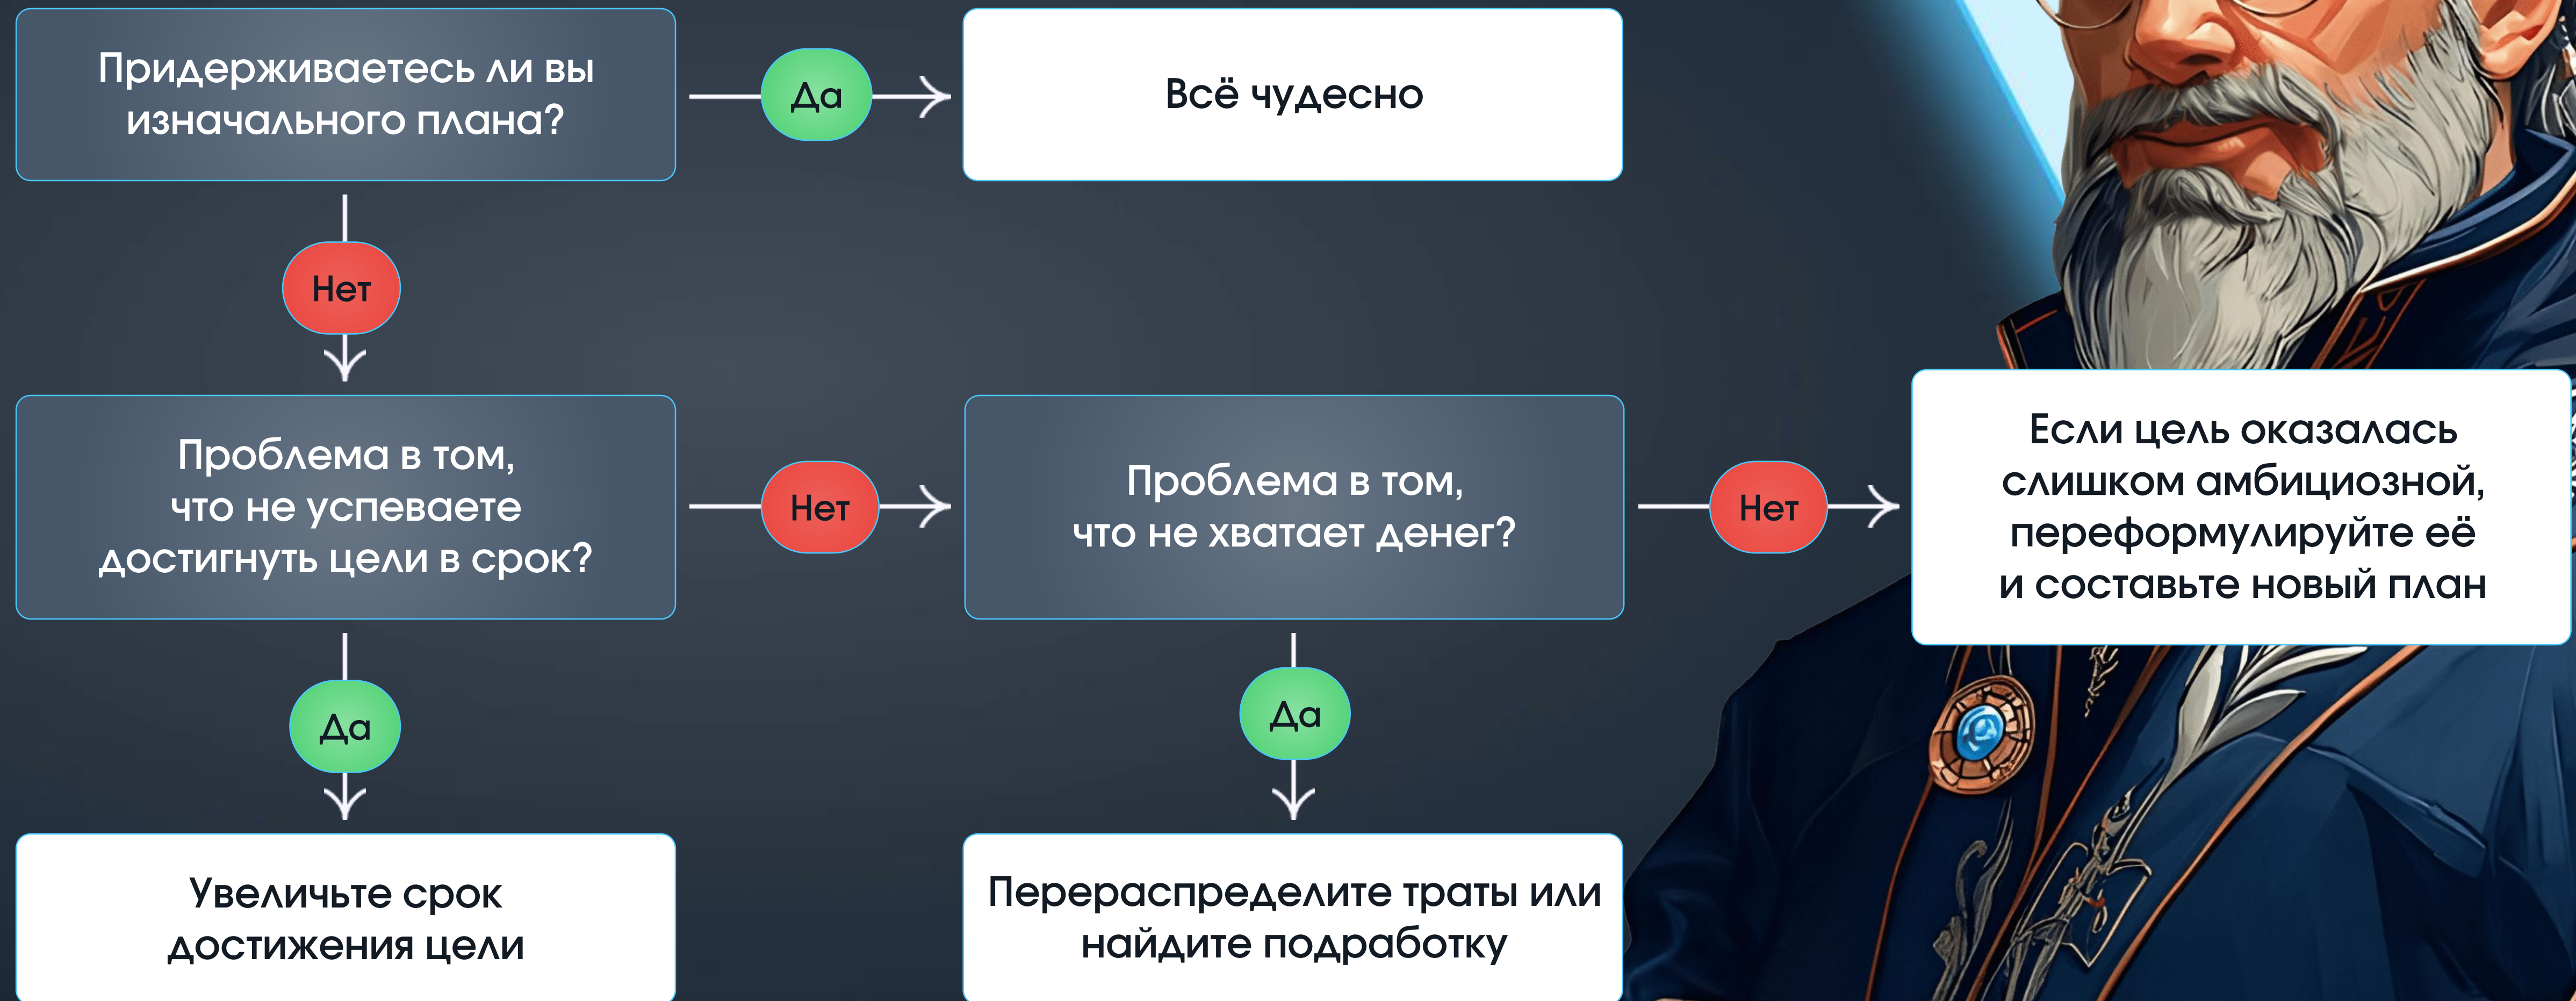 Придерживаетесь ли вы
изначального плана?
Да
Всё чудесно
Нет
Проблема в том,
что не успеваете
достигнуть цели в срок?
Нет
Проблема в том,
что не хватает денег?
Нет
Если цель оказалась
слишком амбициозной,
переформулируйте её
и составьте новый план
Да
Да
Увеличьте срок
достижения цели
Перераспределите траты или
найдите подработку